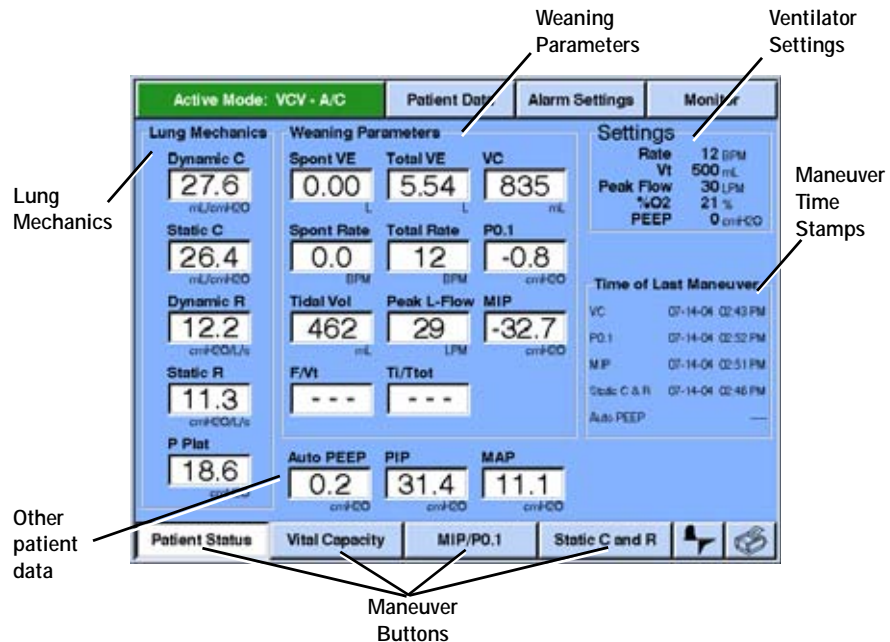 Weaning
Parameters
Ventilator
Settings
Lung
Mechanics
Maneuver
Time
Stamps
Other
patient
data
Maneuver
Buttons
Active Mode: VCV - A/C
Patient Data
Alarm Settings
Monitor
Lung Mechanics
Dynamic C
27.6
mL/cmH2O
Static C
26.4
mL/cmH2O
Dynamic R
12.2
cmH2O/L/s
Static R
11.3
cmH2O/L/s
P Plat
18.6
cmH2O
Weaning Parameters
Spont VE Total VE VC
0.00 5.54 835
L L mL
Spont Rate Total Rate P0.1
0.0 12 -0.8
BPM BPM cmH2O
Tidal Vol Peak L-Flow MIP
462 29 -32.7
mL LPM cmH2O
F/Vt Ti/Ttot
- - - - - -
Auto PEEP PIP MAP
0.2 31.4 11.1
cmH2O cmH2O cmH2O
Settings
Rate 12 BPM
Vt 500 mL
Peak Flow 30 LPM
%O2 21 %
PEEP 0 cmH2O
Time of Last Maneuver
VC 07-14-04 02:43 PM
P0.1 07-14-04 02:52 PM
MIP 07-14-04 02:51 PM
Static C & R 07-14-04 02:46 PM
Auto PEEP ----
Patient Status
Vital Capacity
MIP/P0.1
Static C and R